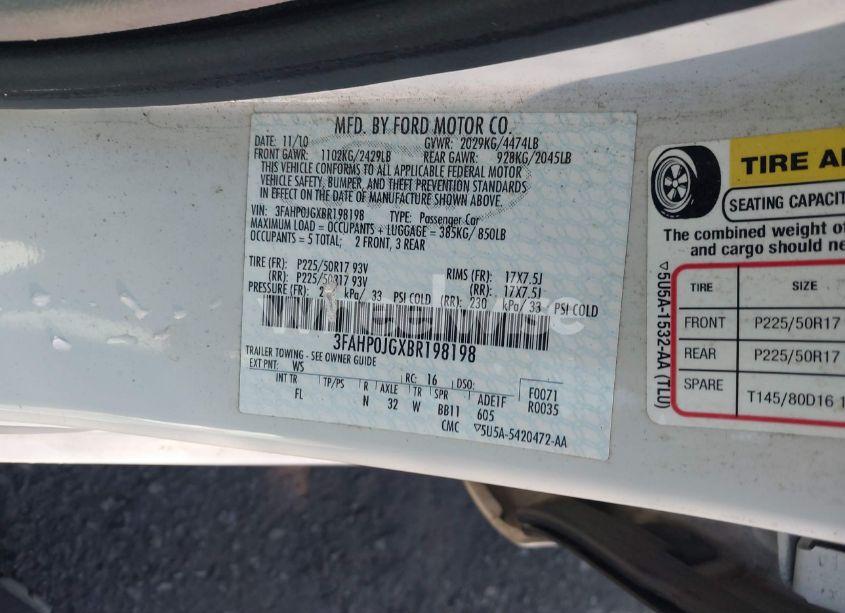 MFD. BY FORD MOTOR CO.
DATE: 11/10 GVWR: 2029KG/4474LB
FRONT GAWR: 1102KG/2429LB REAR GAWR: 928KG/2045LB
THIS VEHICLE CONFORMS TO ALL APPLICABLE FEDERAL MOTOR
VEHICLE SAFETY, BUMPER, AND THEFT PREVENTION STANDARDS
IN EFFECT ON THE DATE OF MANUFACTURE SHOWN ABOVE.
VIN: 3FAHP0JGXBR198198 TYPE: Passenger Car
MAXIMUM LOAD = OCCUPANTS + LUGGAGE = 385KG/850LB
OCCUPANTS = 5 TOTAL; 2 FRONT, 3 REAR
TIRE (FR): P225/50R17 93V RIMS (FR): 17X7.5J
(RR): P225/50R17 93V (RR): 17X7.5J
PRESSURE (FR): kPa/ 33 PSI COLD (RR): 230 kPa/ 33 PSI COLD
3FAHP0JGXBR198198
TRAILER TOWING - SEE OWNER GUIDE
EXT PNT: WS RC: 16 DSO: F0071
INT TR TP/PS R AXLE TR SPR ADE1F R0035
FL N 32 W BB11 605
CMC ▽5U5A-5420472-AA
TIRE
SEATING CAPACIT
The combined weight of
and cargo should ne
TIRE SIZE
FRONT P225/50R17
REAR P225/50R17
SPARE T145/80D16
▽5U5A-1532-AA (TLU)